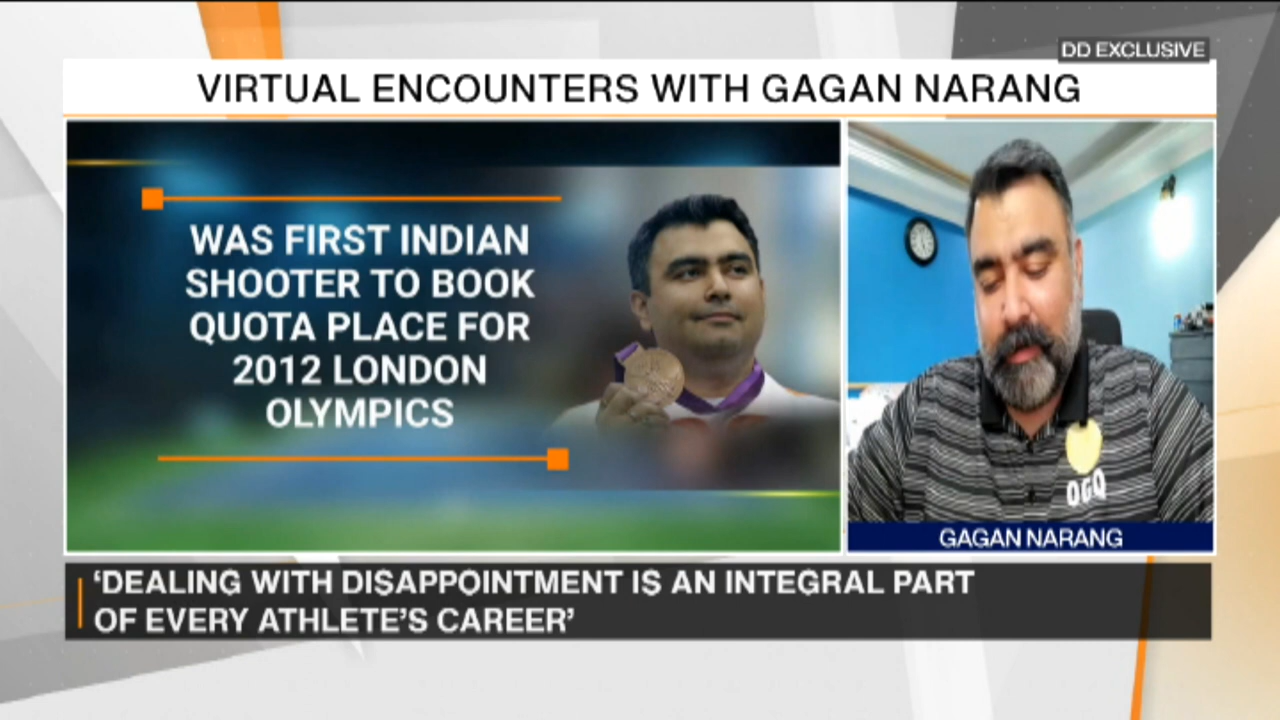 DD EXCLUSIVE
VIRTUAL ENCOUNTERS WITH GAGAN NARANG
WAS FIRST INDIAN
SHOOTER TO BOOK
QUOTA PLACE FOR
2012 LONDON
OLYMPICS
OGQ
GAGAN NARANG
‘DEALING WITH DISAPPOINTMENT IS AN INTEGRAL PART
OF EVERY ATHLETE’S CAREER’